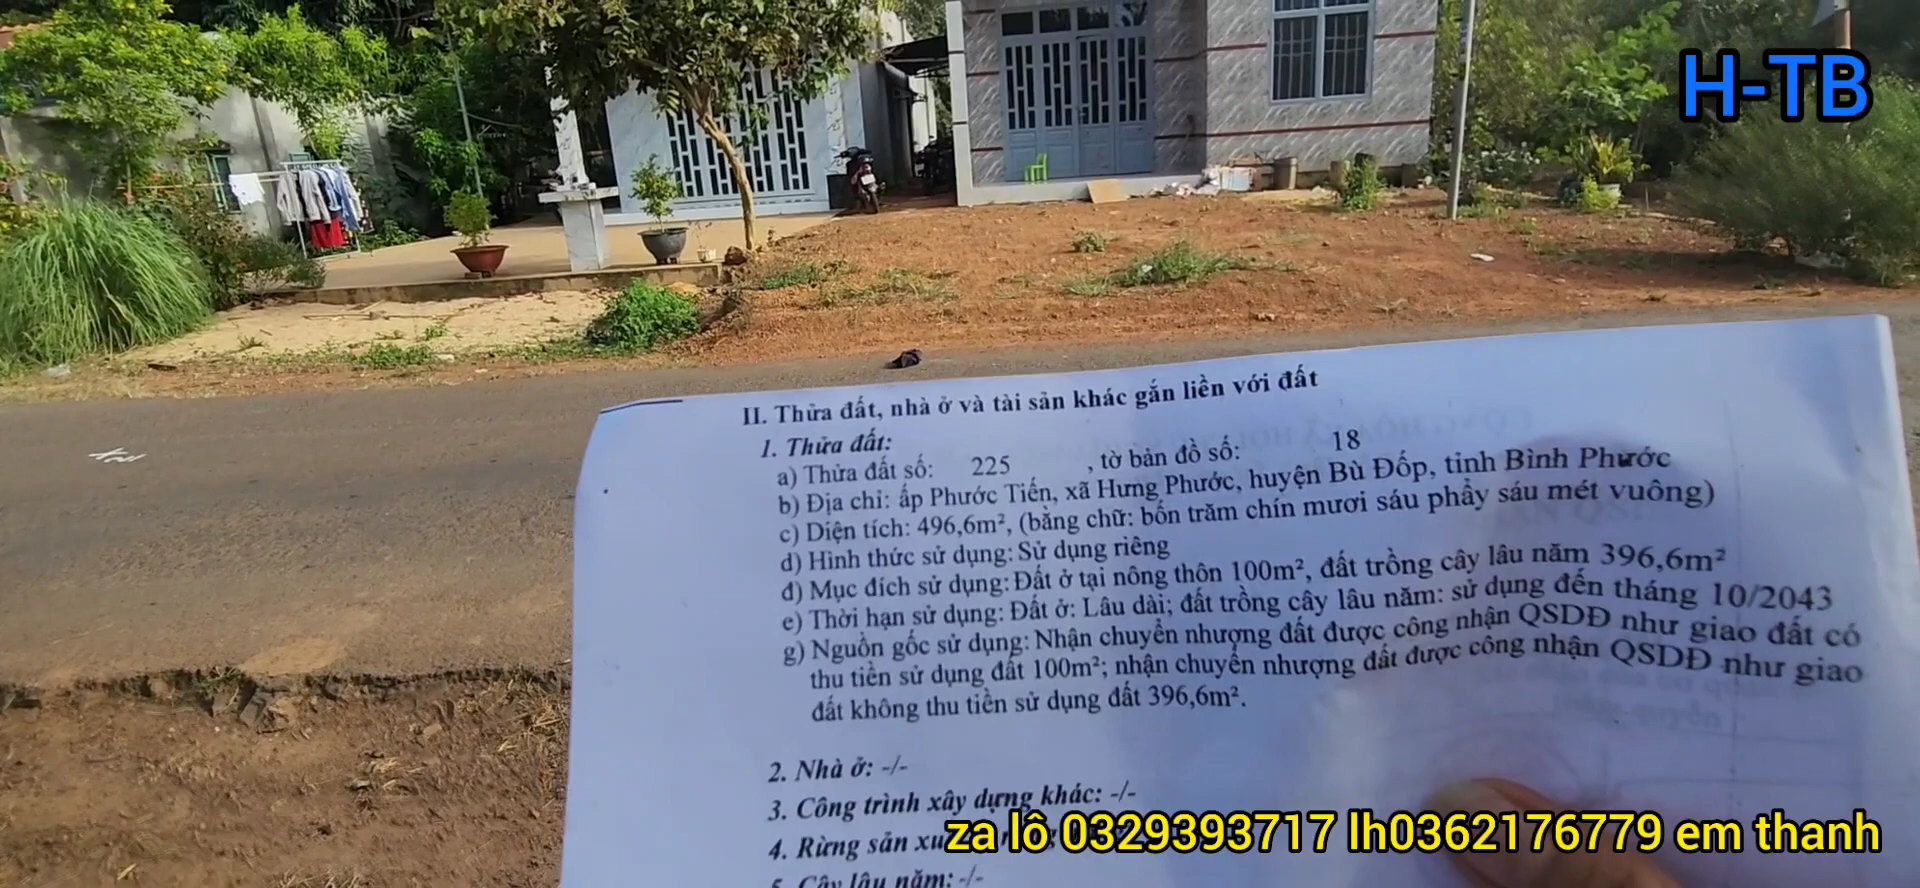 H-TB
II. Thửa đất, nhà ở và tài sản khác gắn liền với đất
1. Thửa đất:
a) Thửa đất số: 225 , tờ bản đồ số: 18
b) Địa chỉ: ấp Phước Tiến, xã Hưng Phước, huyện Bù Đốp, tỉnh Bình Phước
c) Diện tích: 496,6m², (bằng chữ: bốn trăm chín mươi sáu phẩy sáu mét vuông)
d) Hình thức sử dụng: Sử dụng riêng
đ) Mục đích sử dụng: Đất ở tại nông thôn 100m², đất trồng cây lâu năm 396,6m²
e) Thời hạn sử dụng: Đất ở: Lâu dài; đất trồng cây lâu năm: sử dụng đến tháng 10/2043
g) Nguồn gốc sử dụng: Nhận chuyển nhượng đất được công nhận QSDĐ như giao đất có
thu tiền sử dụng đất 100m²; nhận chuyển nhượng đất được công nhận QSDĐ như giao
đất không thu tiền sử dụng đất 396,6m².
2. Nhà ở: -/-
3. Công trình xây dựng khác: -/-
4. Rừng sản
za lô 0329393717 lh0362176779 em thanh
5. Cây lâu năm: -/-